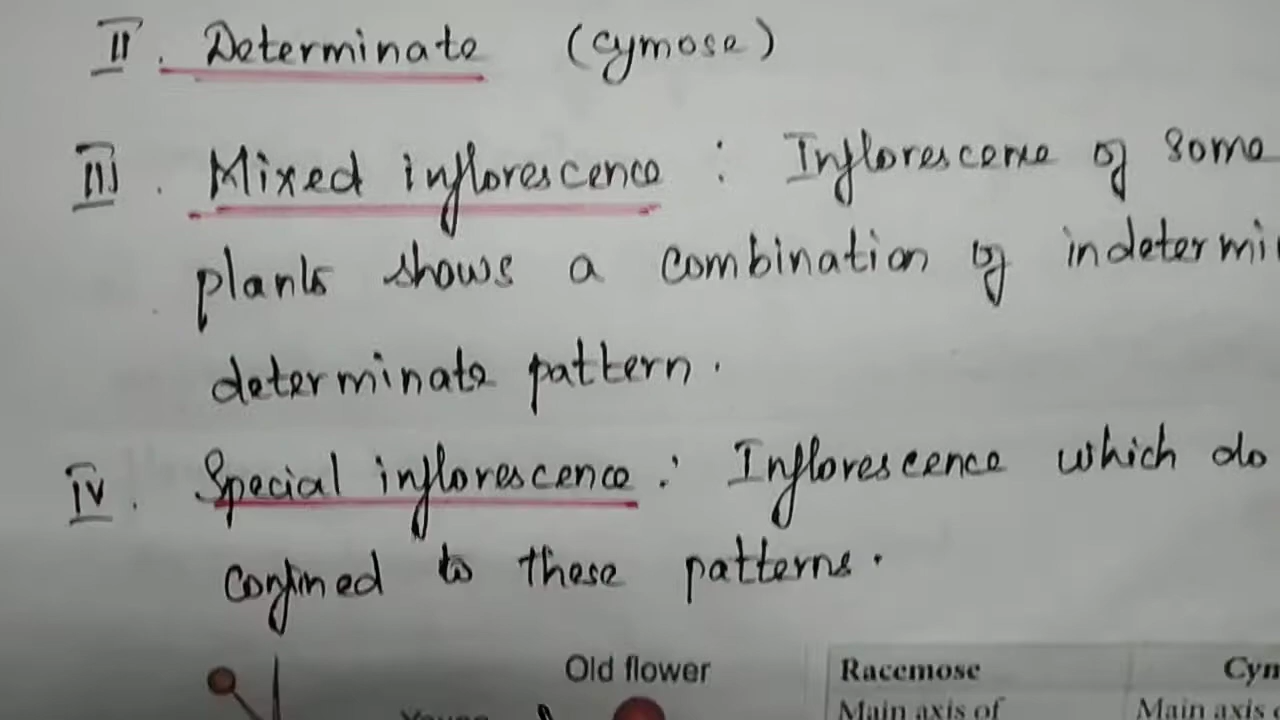 II. Determinate (cymose)
III. Mixed inflorescence : Inflorescence of some
plants shows a combination of indetermi
determinate pattern.
IV. Special inflorescence : Inflorescence which do
confined to these patterns.
Old flower
Racemose Cym
Main axis of Main axis